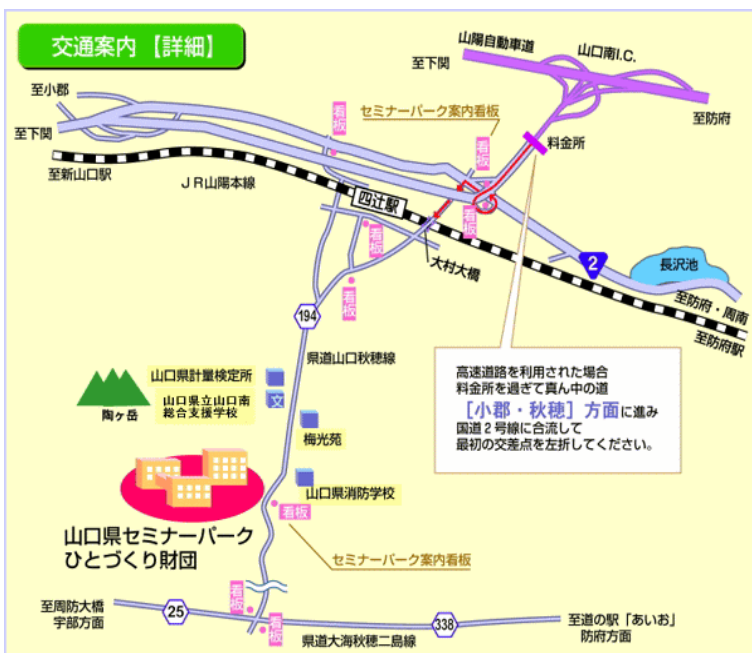 交通案内【詳細】
山陽自動車道
山口南I.C.
至下関
至防府
至小郡
至下関
看板
セミナーパーク案内看板
看板
料金所
至新山口駅
JR山陽本線
四辻駅
看板
看板
大村大橋
2
長沢池
看板
至防府・周南
至防府駅
194
県道山口秋穂線
高速道路を利用された場合
料金所を過ぎて真ん中の道
[小郡・秋穂]方面に進み
国道2号線に合流して
最初の交差点を左折してください。
陶ヶ岳
山口県計量検定所
山口県立山口南
総合支援学校
文
梅光苑
山口県消防学校
看板
山口県セミナーパーク
ひとづくり財団
セミナーパーク案内看板
至周防大橋
宇部方面
25
看板
看板
県道大海秋穂二島線
338
至道の駅「あいお」
防府方面